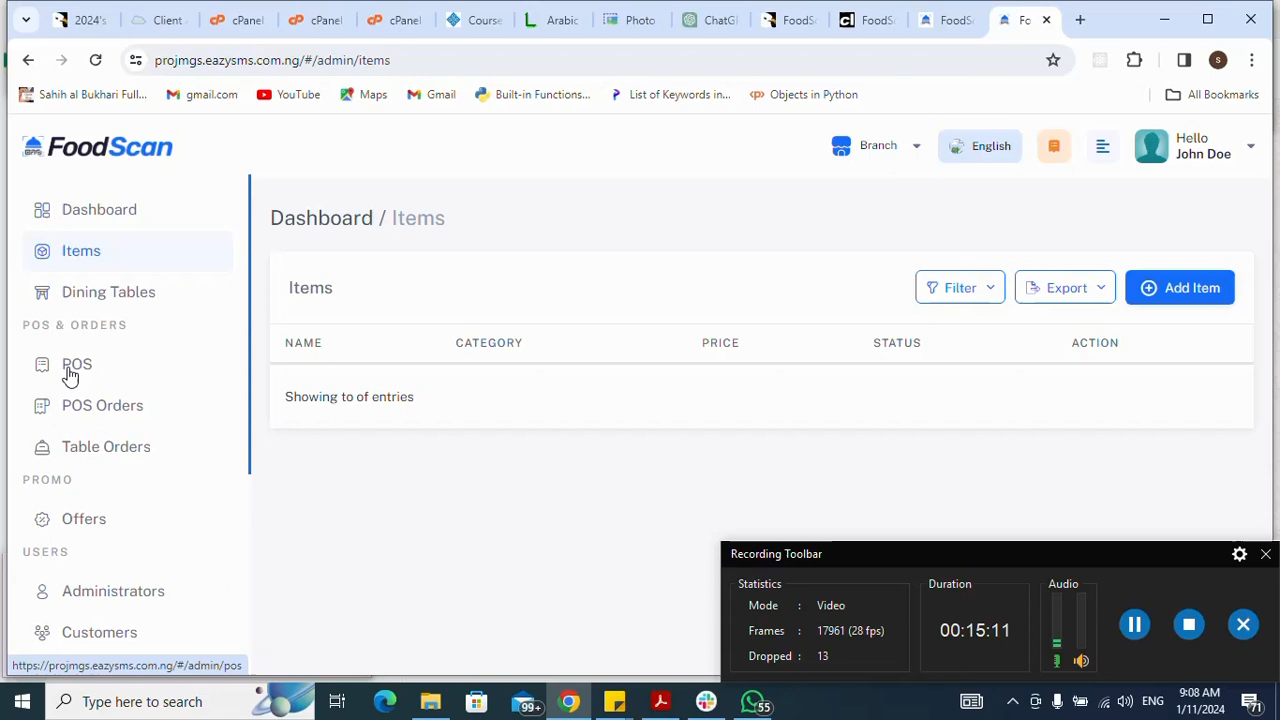 2024's
Client
cPanel
cPanel
cPanel
Course
Arabic
Photo
ChatG
FoodS
FoodS
FoodS
Fo
projmgs.eazysms.com.ng/#/admin/items
S
Sahih al Bukhari Full...
gmail.com
YouTube
Maps
Gmail
Built-in Functions...
List of Keywords in...
Objects in Python
All Bookmarks
FoodScan
Branch
English
Hello
John Doe
Dashboard
Items
Dining Tables
POS & ORDERS
POS
POS Orders
Table Orders
PROMO
Offers
USERS
Administrators
Customers
https://projmgs.eazysms.com.ng/#/admin/pos
Dashboard / Items
Items
Filter
Export
Add Item
NAME CATEGORY PRICE STATUS ACTION
Showing to of entries
Recording Toolbar
Statistics
Mode : Video
Frames : 17961 (28 fps)
Dropped : 13
Duration
00:15:11
Audio
Type here to search
99+
55
ENG
9:08 AM
1/11/2024
71